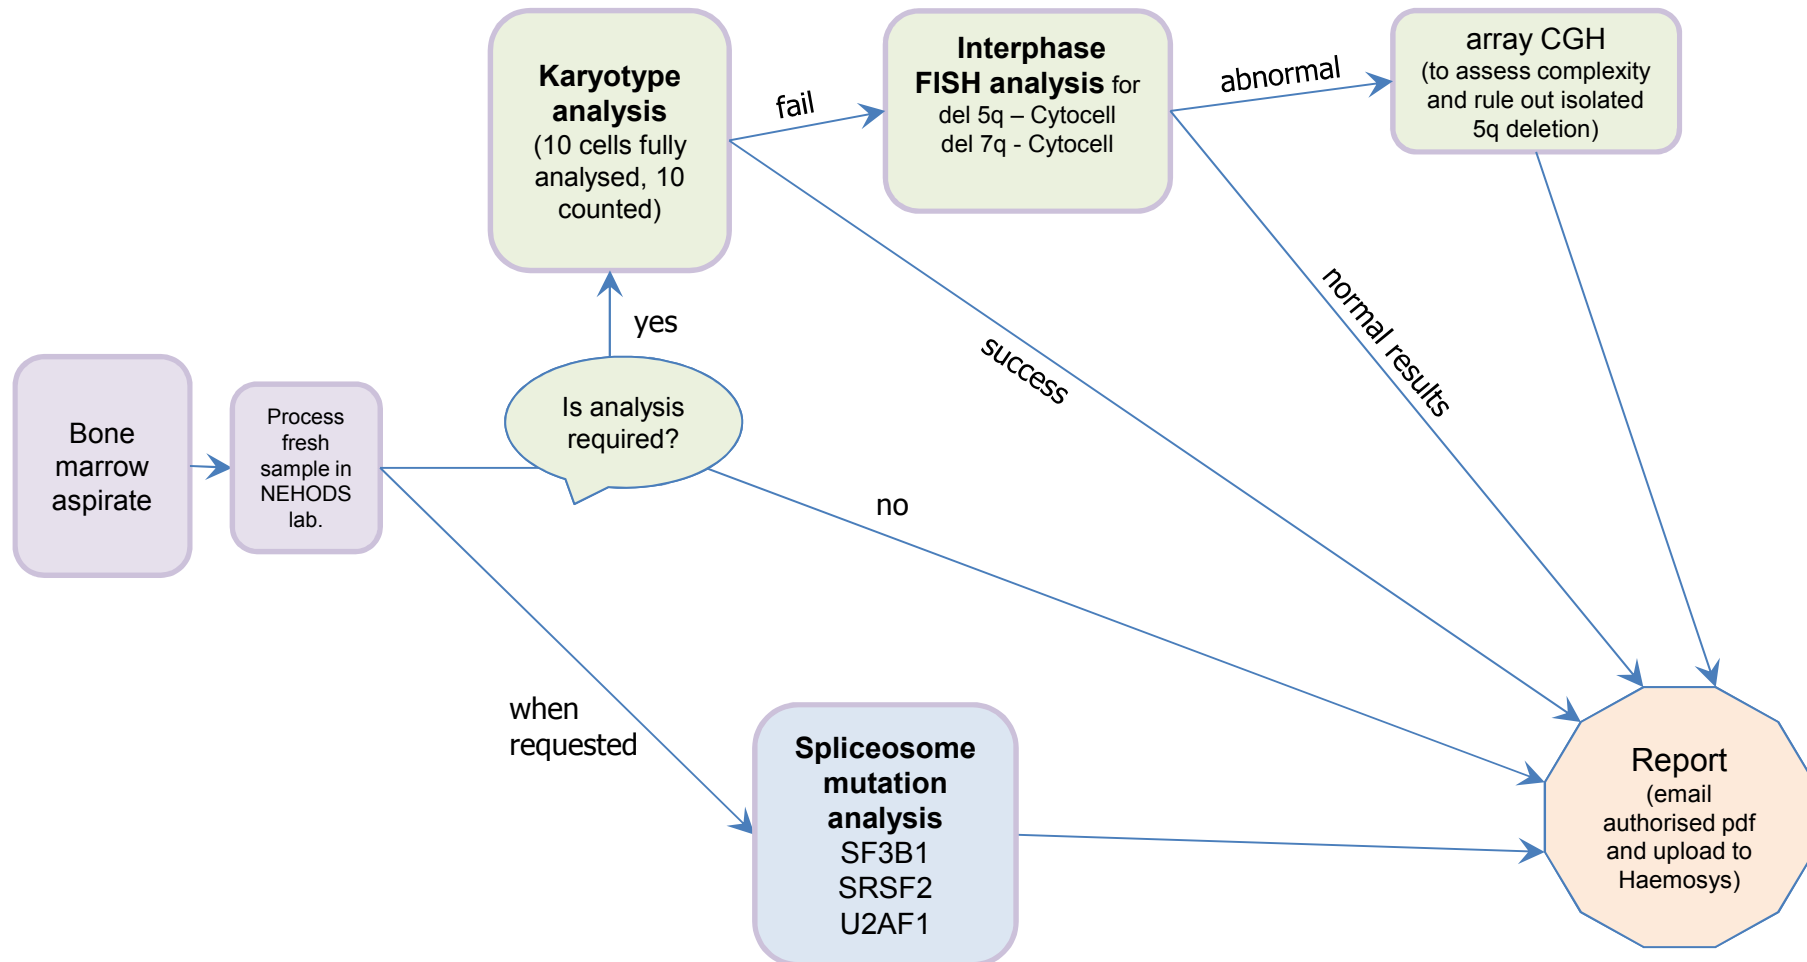 Bone
marrow
aspirate
Process
fresh
sample in
NEHODS
lab.
Is analysis
required?
yes
no
when
requested
Karyotype
analysis
(10 cells fully
analysed, 10
counted)
fail
success
Interphase
FISH analysis for
del 5q – Cytocell
del 7q - Cytocell
abnormal
normal results
array CGH
(to assess complexity
and rule out isolated
5q deletion)
Spliceosome
mutation
analysis
SF3B1
SRSF2
U2AF1
Report
(email
authorised pdf
and upload to
Haemosys)